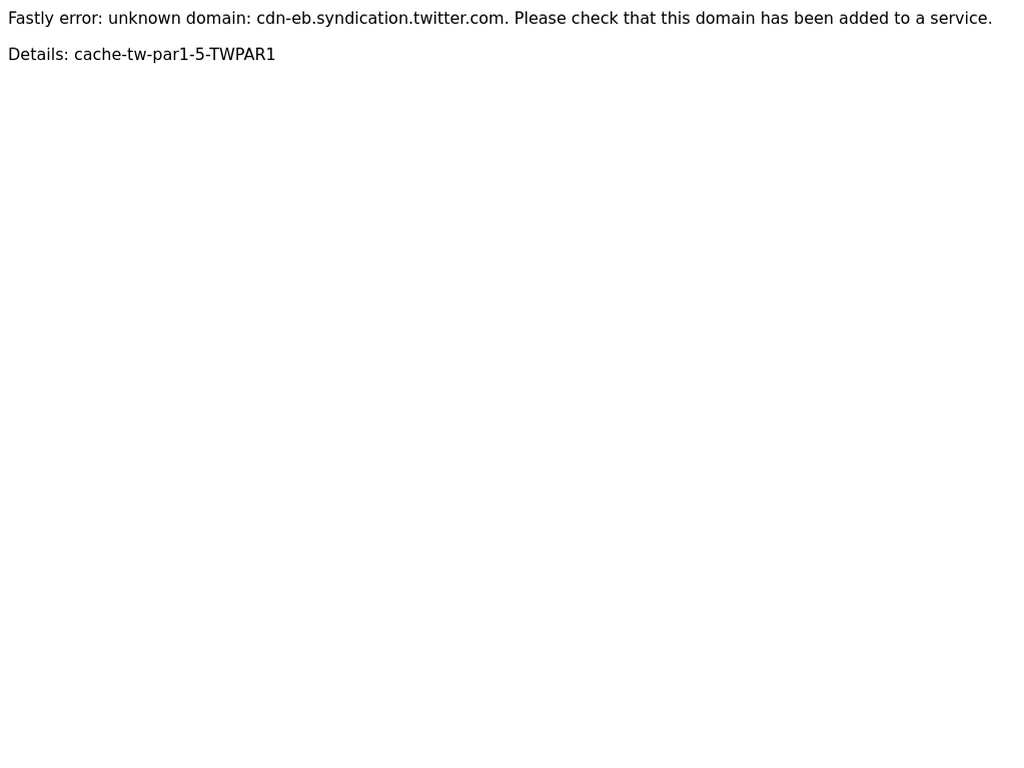 Fastly error: unknown domain: cdn-eb.syndication.twitter.com. Please check that this domain has been added to a service.
Details: cache-tw-par1-5-TWPAR1